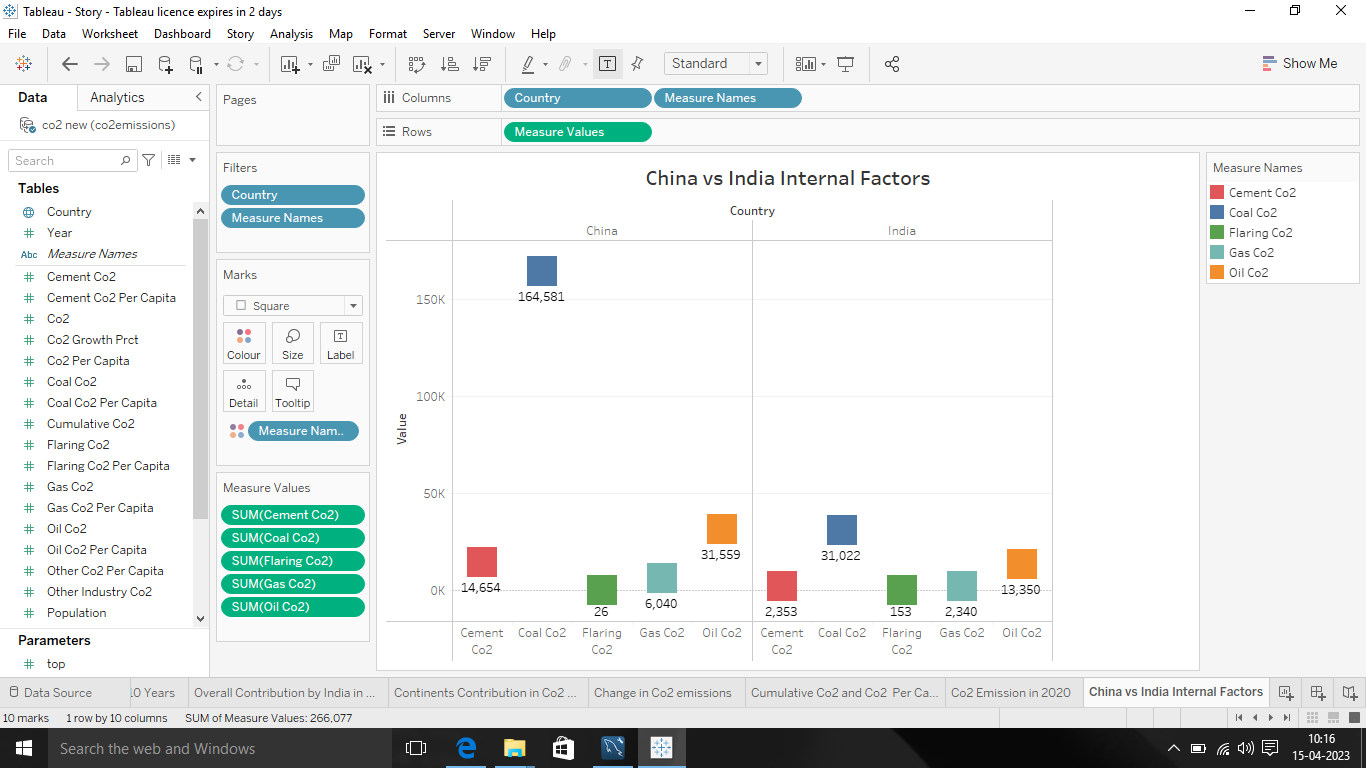 Tableau - Story - Tableau licence expires in 2 days
File Data Worksheet Dashboard Story Analysis Map Format Server Window Help
Standard
Show Me
Data Analytics
co2 new (co2emissions)
Search
Tables
Country
Year
Abc Measure Names
Cement Co2
Cement Co2 Per Capita
Co2
Co2 Growth Prct
Co2 Per Capita
Coal Co2
Coal Co2 Per Capita
Cumulative Co2
Flaring Co2
Flaring Co2 Per Capita
Gas Co2
Gas Co2 Per Capita
Oil Co2
Oil Co2 Per Capita
Other Co2 Per Capita
Other Industry Co2
Population
Parameters
top
Pages
Filters
Country
Measure Names
Marks
Square
Colour Size Label
Detail Tooltip
Measure Nam..
Measure Values
SUM(Cement Co2)
SUM(Coal Co2)
SUM(Flaring Co2)
SUM(Gas Co2)
SUM(Oil Co2)
Columns Country Measure Names
Rows Measure Values
China vs India Internal Factors
Country
China India
Value
150K
100K
50K
0K
164,581
14,654
26
6,040
31,559
2,353
31,022
153
2,340
13,350
Cement Co2 Coal Co2 Flaring Co2 Gas Co2 Oil Co2 Cement Co2 Coal Co2 Flaring Co2 Gas Co2 Oil Co2
Measure Names
Cement Co2
Coal Co2
Flaring Co2
Gas Co2
Oil Co2
Data Source 10 Years Overall Contribution by India in ... Continents Contribution in Co2 ... Change in Co2 emissions Cumulative Co2 and Co2 Per Ca... Co2 Emission in 2020 China vs India Internal Factors
10 marks 1 row by 10 columns SUM of Measure Values: 266,077
Search the web and Windows
10:16
15-04-2023